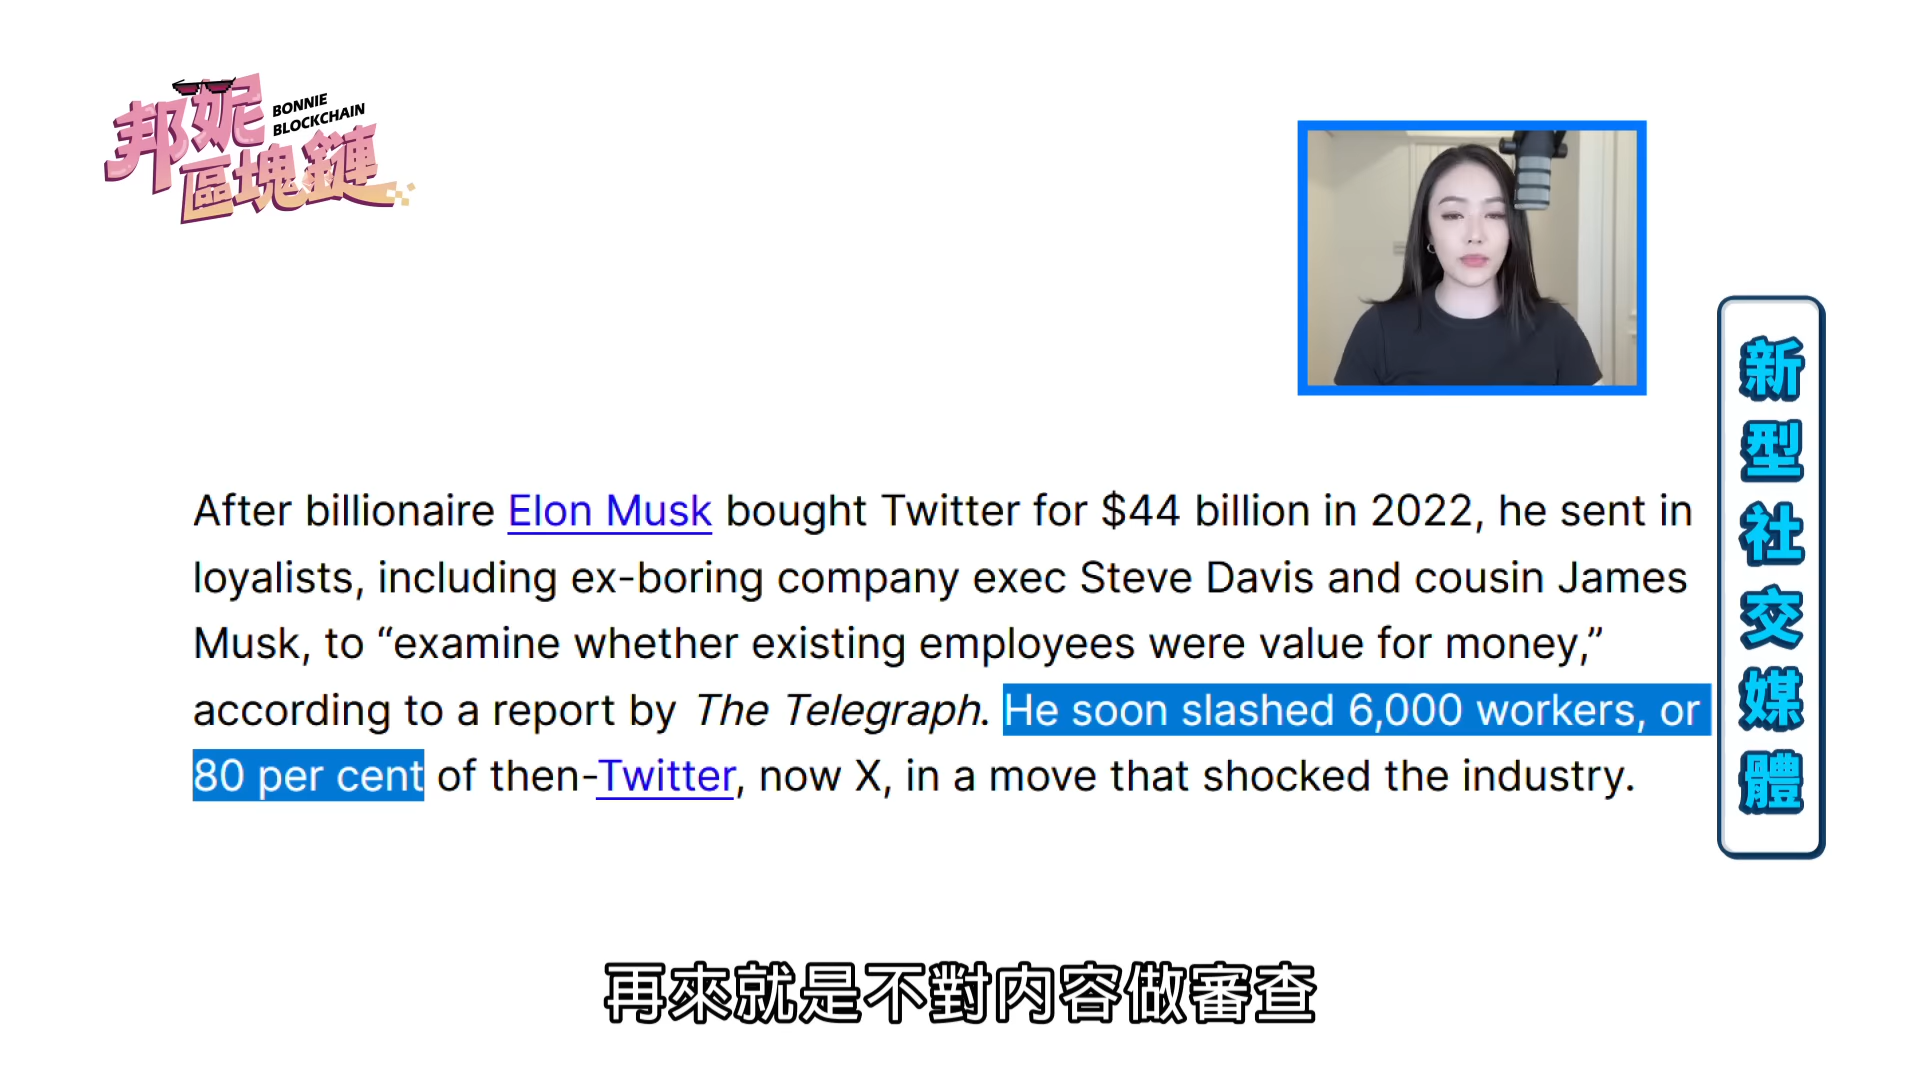 邦妮
BONNIE
BLOCKCHAIN
區塊鏈
After billionaire Elon Musk bought Twitter for $44 billion in 2022, he sent in
loyalists, including ex-boring company exec Steve Davis and cousin James
Musk, to “examine whether existing employees were value for money,”
according to a report by The Telegraph. He soon slashed 6,000 workers, or
80 per cent of then-Twitter, now X, in a move that shocked the industry.
新型社交媒體
再來就是不對內容做審查